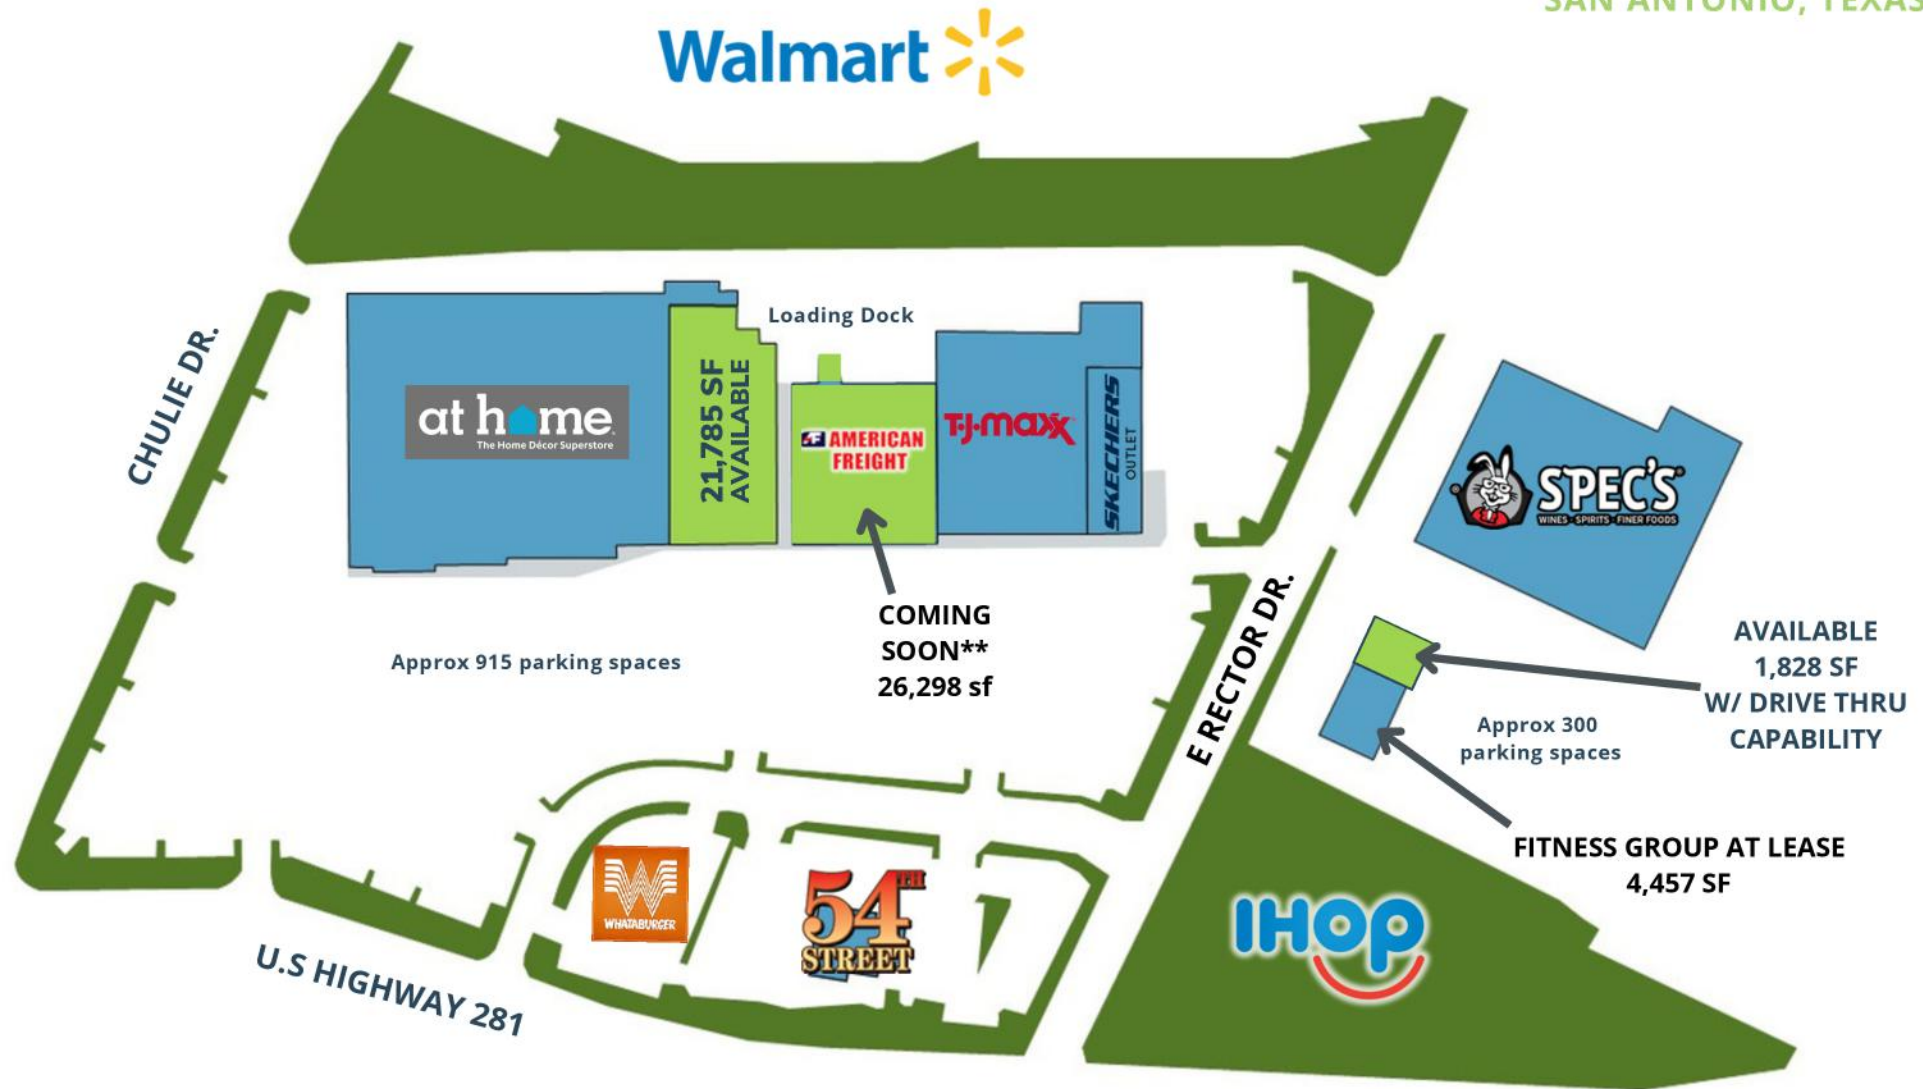 SAN ANTONIO, TEXAS
Walmart
CHULIE DR.
Loading Dock
at home
The Home Décor Superstore
21,785 SF
AVAILABLE
AF AMERICAN
FREIGHT
T·J·maxx
SKECHERS
OUTLET
SPEC'S
WINES · SPIRITS · FINER FOODS
COMING
SOON**
26,298 sf
Approx 915 parking spaces
E RECTOR DR.
AVAILABLE
1,828 SF
W/ DRIVE THRU
CAPABILITY
Approx 300
parking spaces
FITNESS GROUP AT LEASE
4,457 SF
W
WHATABURGER
54TH
STREET
IHOP
U.S HIGHWAY 281